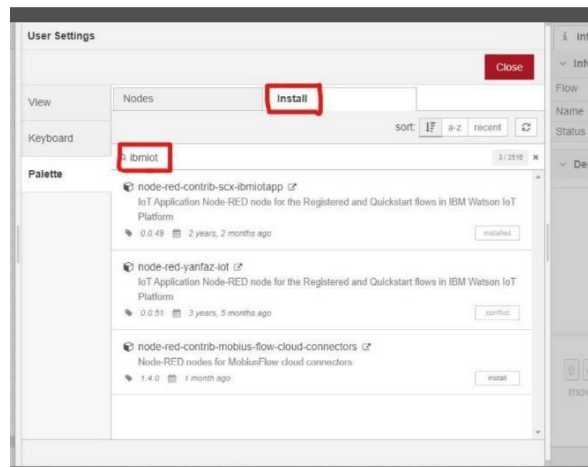 User Settings
Close
View
Keyboard
Palette
Nodes
Install
sort:
a-z
recent
ibmiot
3 / 2518
node-red-contrib-scx-ibmiotapp
IoT Application Node-RED node for the Registered and Quickstart flows in IBM Watson IoT
Platform
0.0.49
2 years, 2 months ago
installed
node-red-yanfaz-iot
IoT Application Node-RED node for the Registered and Quickstart flows in IBM Watson IoT
Platform
0.0.51
3 years, 5 months ago
conflict
node-red-contrib-mobius-flow-cloud-connectors
Node-RED nodes for MobiusFlow cloud connectors
1.4.0
1 month ago
install
i
Flow
Name
Status